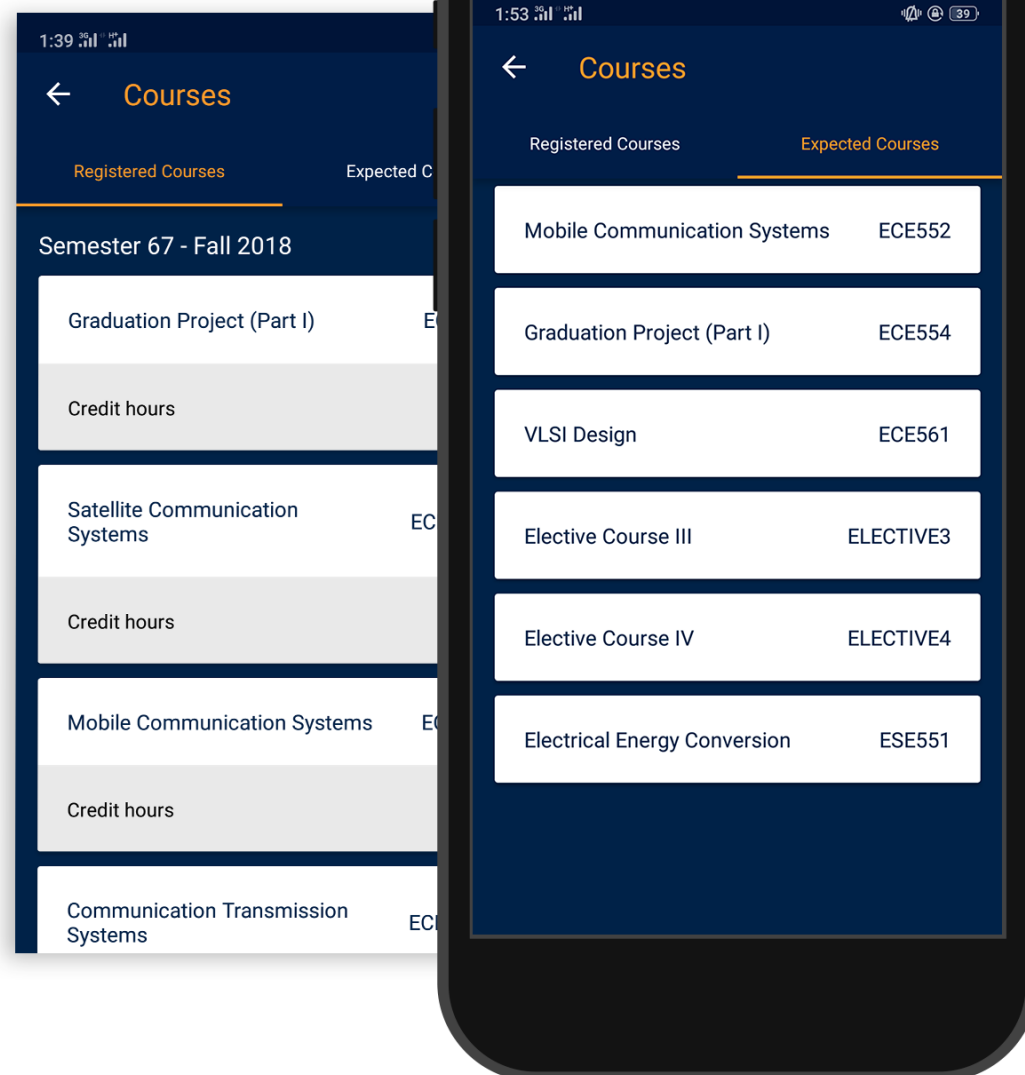 1:39 3G H+
Courses
Registered Courses
Expected C
Semester 67 - Fall 2018
Graduation Project (Part I)
Credit hours
Satellite Communication
Systems
EC
Credit hours
Mobile Communication Systems
Credit hours
Communication Transmission
Systems
1:53 3G H+ 39
Courses
Registered Courses
Expected Courses
Mobile Communication Systems ECE552
Graduation Project (Part I) ECE554
VLSI Design ECE561
Elective Course III ELECTIVE3
Elective Course IV ELECTIVE4
Electrical Energy Conversion ESE551